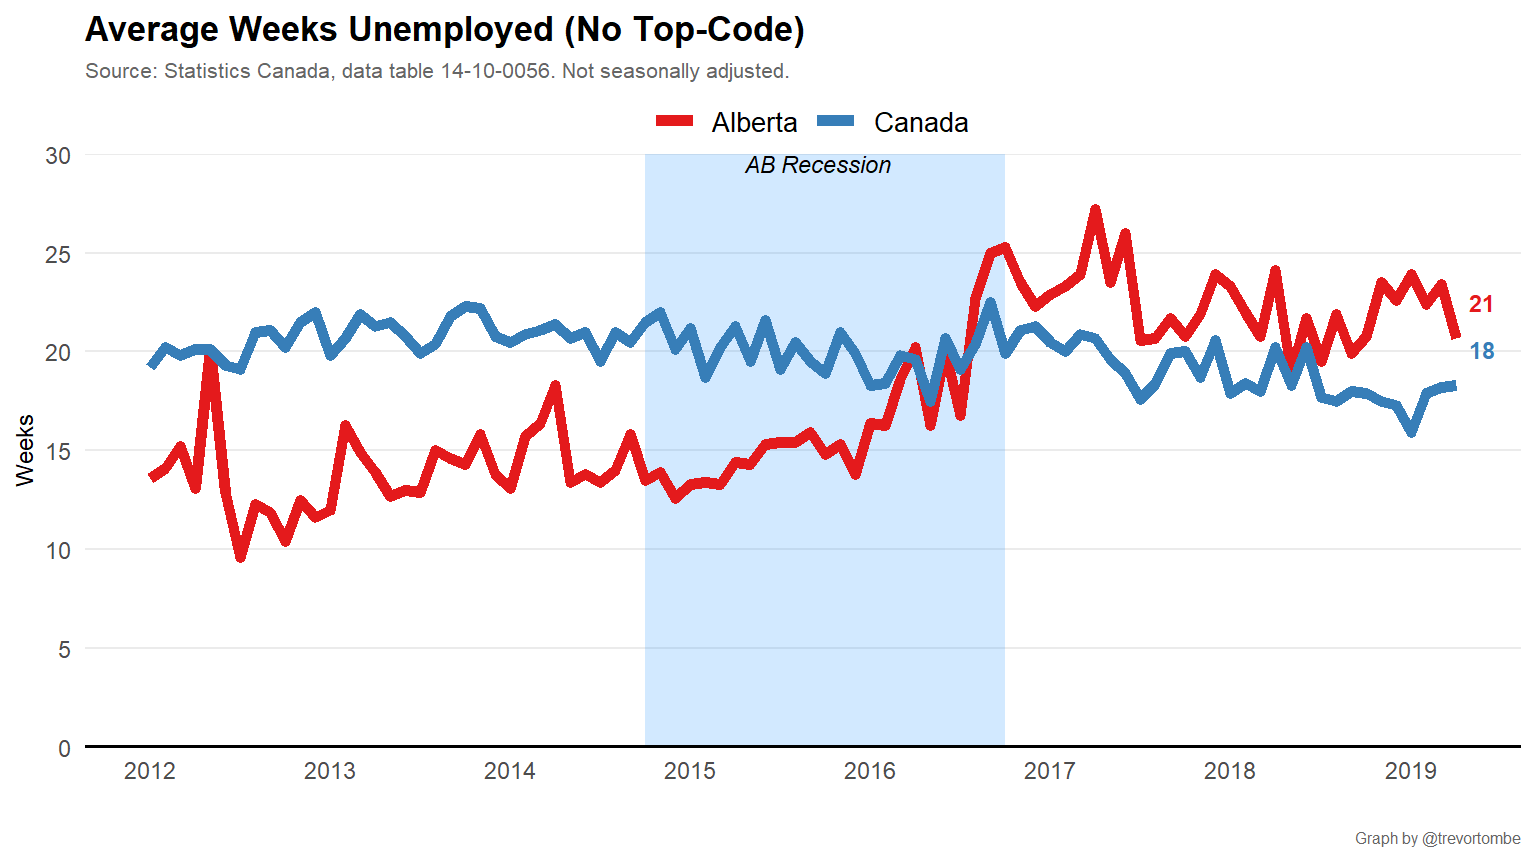 Average Weeks Unemployed (No Top-Code)
Source: Statistics Canada, data table 14-10-0056. Not seasonally adjusted.
Alberta Canada
30
AB Recession
25
21
20
18
15
Weeks
10
5
0
2012 2013 2014 2015 2016 2017 2018 2019
Graph by @trevortombe